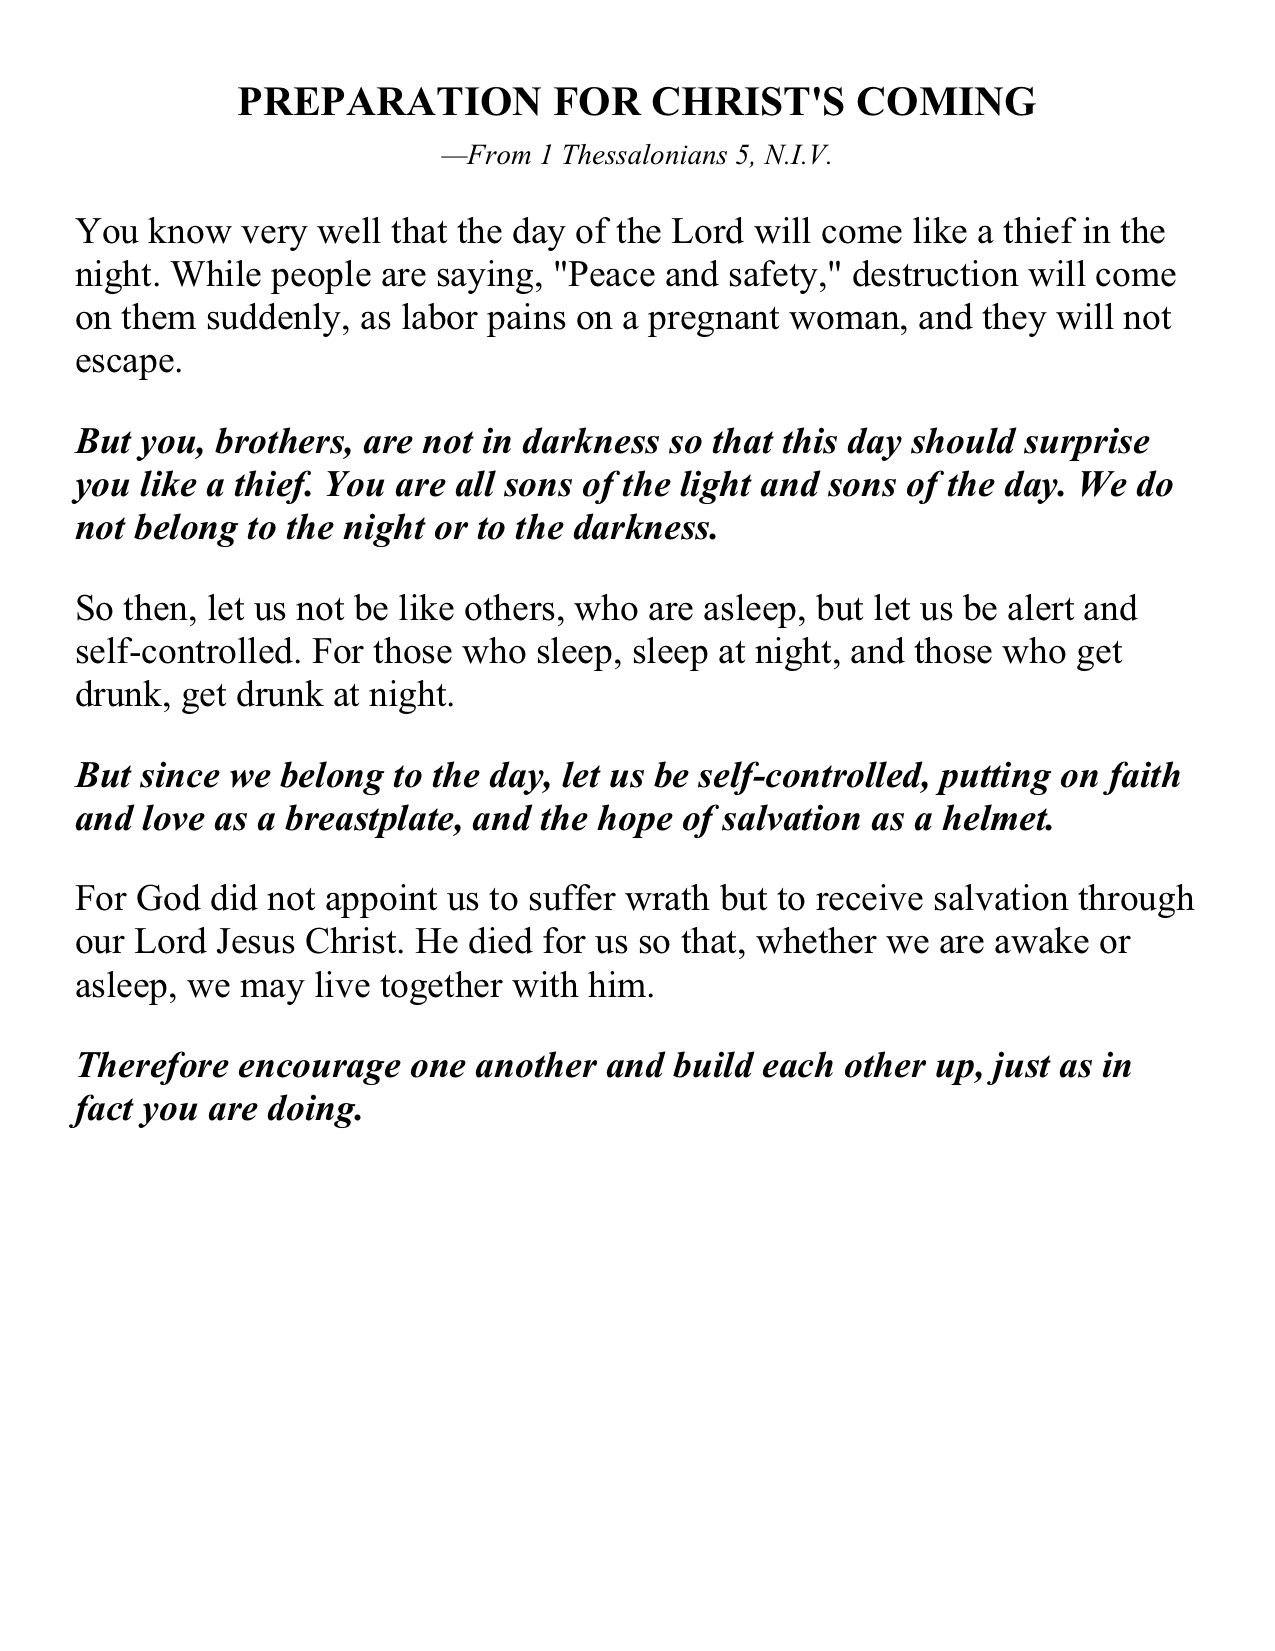 PREPARATION FOR CHRIST'S COMING
—From 1 Thessalonians 5, N.I.V.
You know very well that the day of the Lord will come like a thief in the
night. While people are saying, "Peace and safety," destruction will come
on them suddenly, as labor pains on a pregnant woman, and they will not
escape.
But you, brothers, are not in darkness so that this day should surprise
you like a thief. You are all sons of the light and sons of the day. We do
not belong to the night or to the darkness.
So then, let us not be like others, who are asleep, but let us be alert and
self-controlled. For those who sleep, sleep at night, and those who get
drunk, get drunk at night.
But since we belong to the day, let us be self-controlled, putting on faith
and love as a breastplate, and the hope of salvation as a helmet.
For God did not appoint us to suffer wrath but to receive salvation through
our Lord Jesus Christ. He died for us so that, whether we are awake or
asleep, we may live together with him.
Therefore encourage one another and build each other up, just as in
fact you are doing.